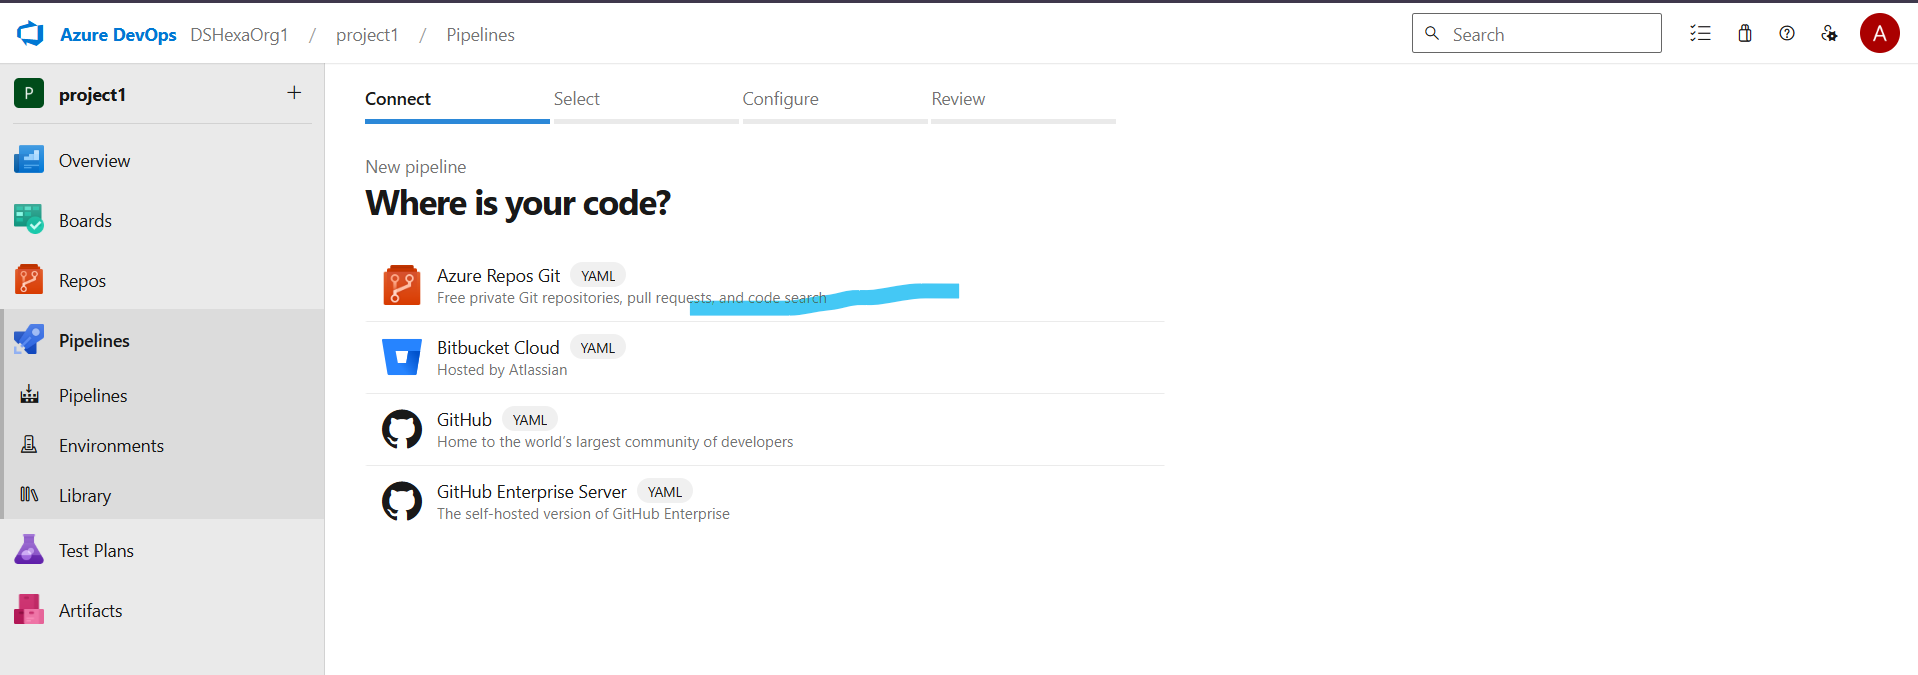 Azure DevOps DSHexaOrg1 / project1 / Pipelines Search A
P project1 +
Overview
Boards
Repos
Pipelines
Pipelines
Environments
Library
Test Plans
Artifacts
Connect Select Configure Review
New pipeline
Where is your code?
Azure Repos Git YAML
Free private Git repositories, pull requests, and code search
Bitbucket Cloud YAML
Hosted by Atlassian
GitHub YAML
Home to the world's largest community of developers
GitHub Enterprise Server YAML
The self-hosted version of GitHub Enterprise